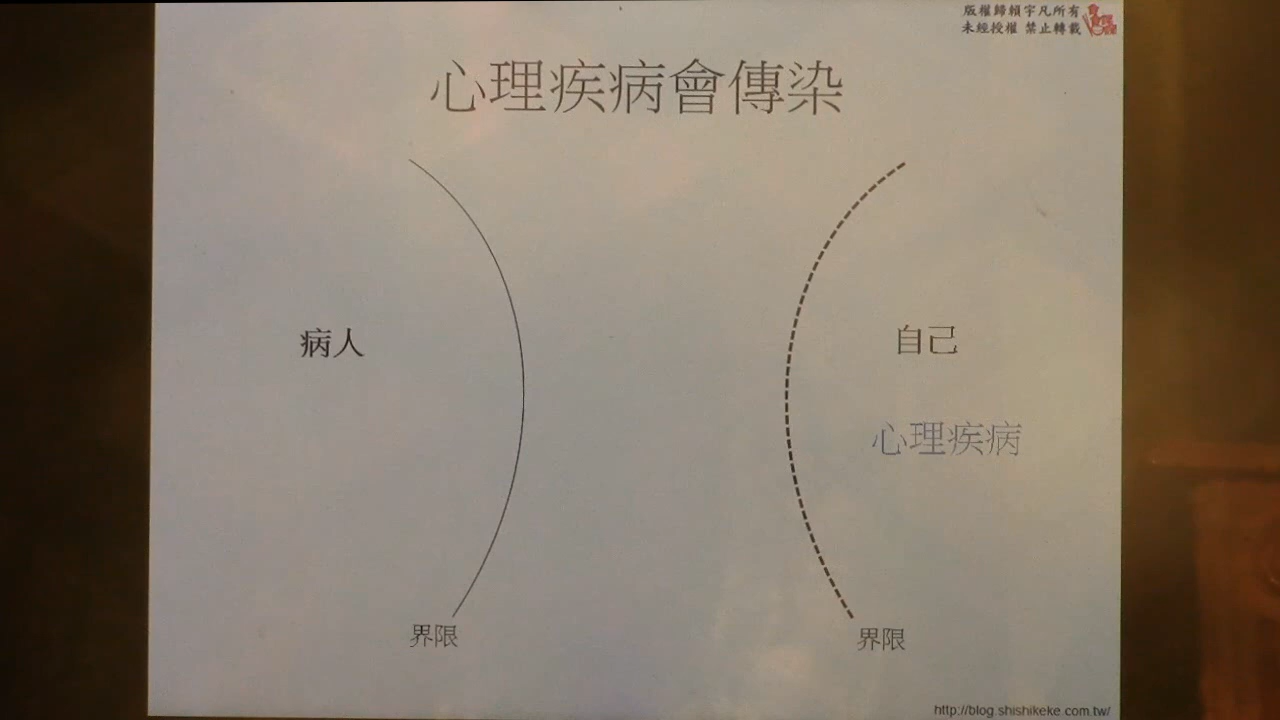 版權歸賴宇凡所有
未經授權 禁止轉載
心理疾病會傳染
病人
自己
心理疾病
界限
界限
http://blog.shishikeke.com.tw/